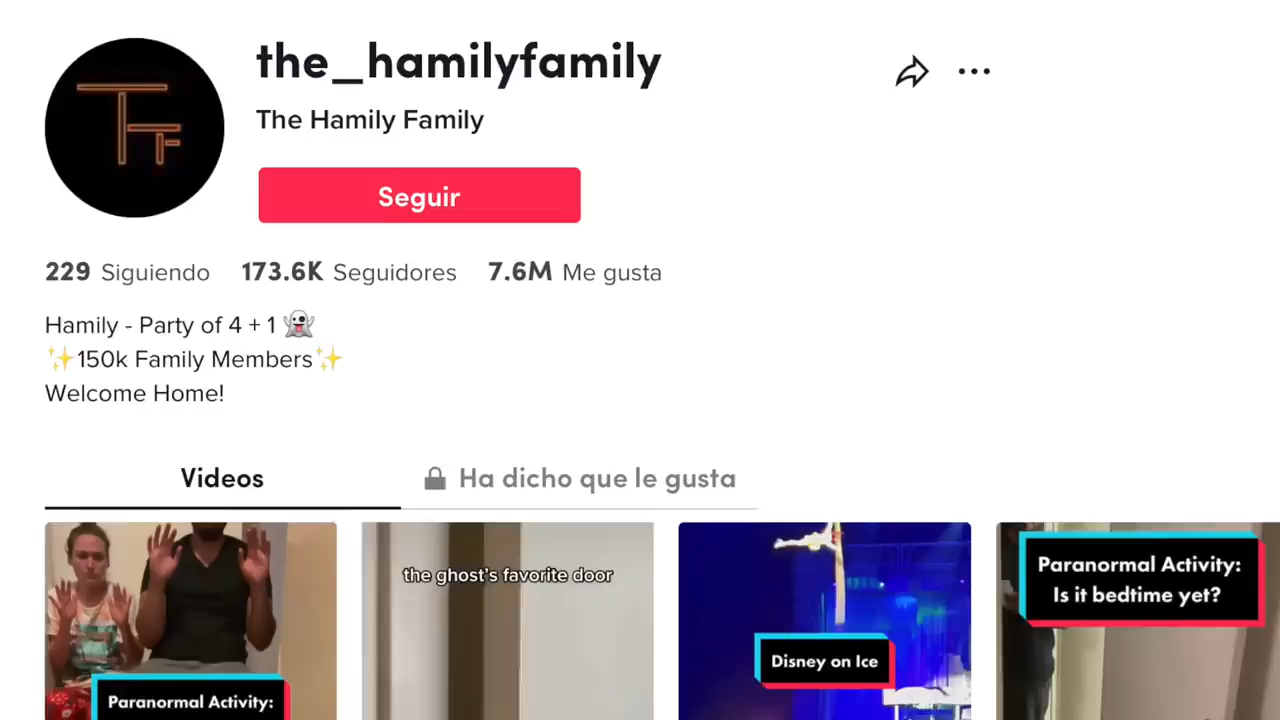 the_hamilyfamily
The Hamily Family
Seguir
229 Siguiendo 173.6K Seguidores 7.6M Me gusta
Hamily - Party of 4 + 1 👻
✨150k Family Members✨
Welcome Home!
Videos
Ha dicho que le gusta
the ghost's favorite door
Paranormal Activity:
Is it bedtime yet?
Disney on Ice
Paranormal Activity: